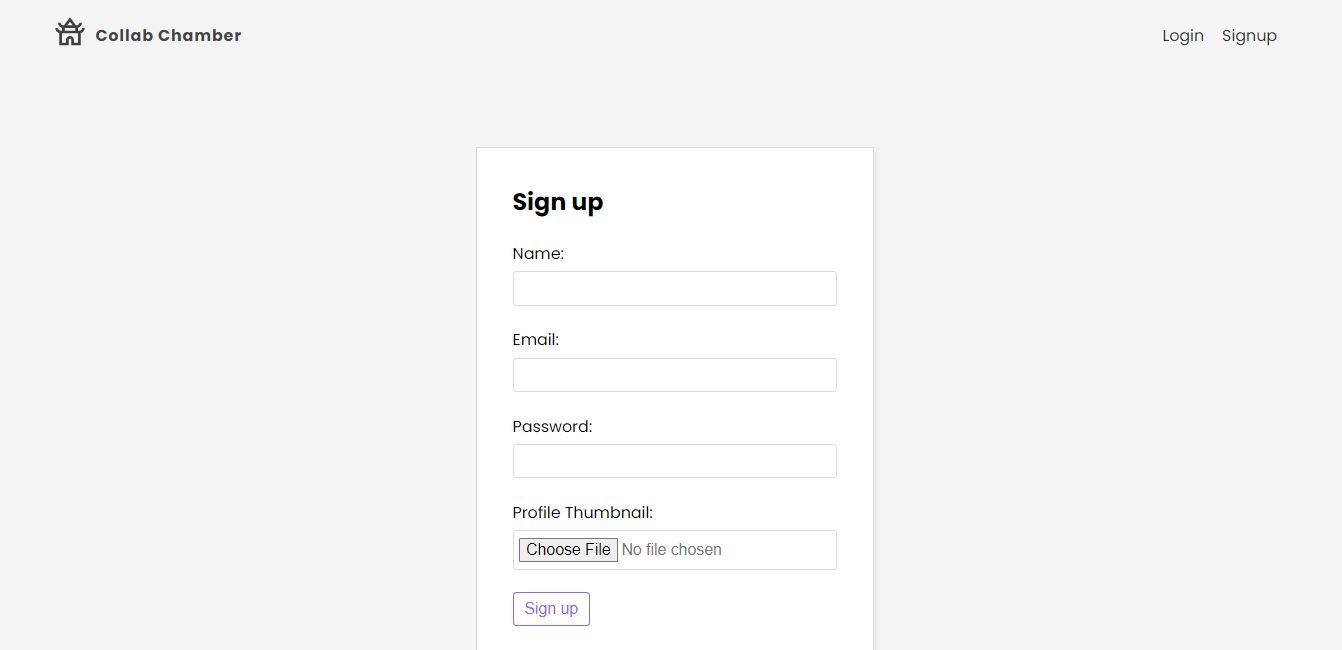 Collab Chamber
Login Signup
Sign up
Name:
Email:
Password:
Profile Thumbnail:
Choose File No file chosen
Sign up